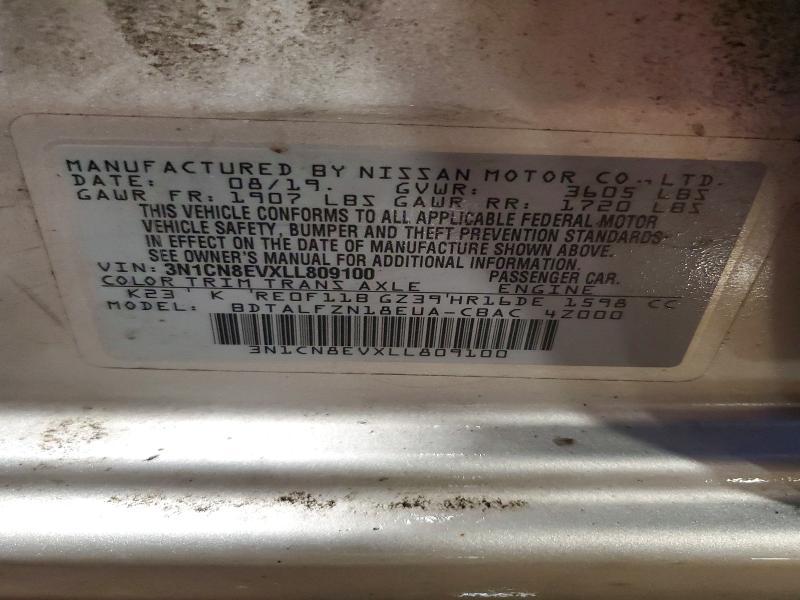 MANUFACTURED BY NISSAN MOTOR CO., LTD.
DATE: 08/19. GVWR: 3605 LBS
GAWR FR: 1907 LBS GAWR RR: 1720 LBS
THIS VEHICLE CONFORMS TO ALL APPLICABLE FEDERAL MOTOR
VEHICLE SAFETY, BUMPER AND THEFT PREVENTION STANDARDS
IN EFFECT ON THE DATE OF MANUFACTURE SHOWN ABOVE.
SEE OWNER'S MANUAL FOR ADDITIONAL INFORMATION.
VIN: 3N1CN8EVXLL809100 PASSENGER CAR.
COLOR TRIM TRANS AXLE ENGINE
K23' K RE0F11B GZ39'HR16DE 1598 CC
MODEL: BDTALFZN18EUA-CBAC 4Z000
3N1CN8EVXLL809100